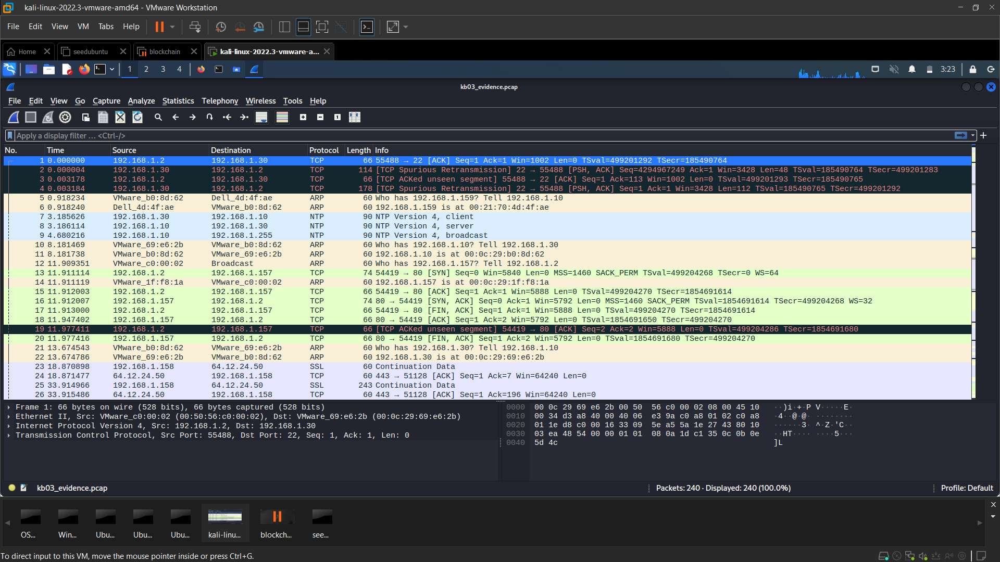 kali-linux-2022.3-vmware-amd64 - VMware Workstation
File Edit View VM Tabs Help
Home seedubuntu blockchain kali-linux-2022.3-vmware-a...
1 2 3 4 3:23
kb03_evidence.pcap
File Edit View Go Capture Analyze Statistics Telephony Wireless Tools Help
Apply a display filter ... <Ctrl-/>
No. Time Source Destination Protocol Length Info
1 0.000000 192.168.1.2 192.168.1.30 TCP 66 55488 → 22 [ACK] Seq=1 Ack=1 Win=1002 Len=0 TSval=499201292 TSecr=185490764
2 0.000004 192.168.1.30 192.168.1.2 TCP 114 [TCP Spurious Retransmission] 22 → 55488 [PSH, ACK] Seq=4294967249 Ack=1 Win=3428 Len=48 TSval=185490764 TSecr=499201283
3 0.003178 192.168.1.2 192.168.1.30 TCP 66 [TCP ACKed unseen segment] 55488 → 22 [ACK] Seq=1 Ack=113 Win=1002 Len=0 TSval=499201293 TSecr=185490765
4 0.003184 192.168.1.30 192.168.1.2 TCP 178 [TCP Spurious Retransmission] 22 → 55488 [PSH, ACK] Seq=1 Ack=1 Win=3428 Len=112 TSval=185490765 TSecr=499201292
5 0.918234 VMware_b0:8d:62 Dell_4d:4f:ae ARP 60 Who has 192.168.1.159? Tell 192.168.1.10
6 0.918240 Dell_4d:4f:ae VMware_b0:8d:62 ARP 60 192.168.1.159 is at 00:21:70:4d:4f:ae
7 3.185626 192.168.1.30 192.168.1.10 NTP 90 NTP Version 4, client
8 3.186114 192.168.1.10 192.168.1.30 NTP 90 NTP Version 4, server
9 4.680216 192.168.1.10 192.168.1.255 NTP 90 NTP Version 4, broadcast
10 8.181469 VMware_69:e6:2b VMware_b0:8d:62 ARP 60 Who has 192.168.1.10? Tell 192.168.1.30
11 8.181738 VMware_b0:8d:62 VMware_69:e6:2b ARP 60 192.168.1.10 is at 00:0c:29:b0:8d:62
12 11.909351 VMware_c0:00:02 Broadcast ARP 60 Who has 192.168.1.157? Tell 192.168.1.2
13 11.911114 192.168.1.2 192.168.1.157 TCP 74 54419 → 80 [SYN] Seq=0 Win=5840 Len=0 MSS=1460 SACK_PERM TSval=499204268 TSecr=0 WS=64
14 11.911119 VMware_1f:f8:1a VMware_c0:00:02 ARP 60 192.168.1.157 is at 00:0c:29:1f:f8:1a
15 11.912003 192.168.1.2 192.168.1.157 TCP 66 54419 → 80 [ACK] Seq=1 Ack=1 Win=5888 Len=0 TSval=499204270 TSecr=1854691614
16 11.912007 192.168.1.157 192.168.1.2 TCP 74 80 → 54419 [SYN, ACK] Seq=0 Ack=1 Win=5792 Len=0 MSS=1460 SACK_PERM TSval=1854691614 TSecr=499204268 WS=32
17 11.913000 192.168.1.2 192.168.1.157 TCP 66 54419 → 80 [FIN, ACK] Seq=1 Ack=1 Win=5888 Len=0 TSval=499204270 TSecr=1854691614
18 11.947402 192.168.1.157 192.168.1.2 TCP 66 80 → 54419 [ACK] Seq=1 Ack=2 Win=5792 Len=0 TSval=1854691650 TSecr=499204270
19 11.977411 192.168.1.2 192.168.1.157 TCP 66 [TCP ACKed unseen segment] 54419 → 80 [ACK] Seq=2 Ack=2 Win=5888 Len=0 TSval=499204286 TSecr=1854691680
20 11.977416 192.168.1.157 192.168.1.2 TCP 66 80 → 54419 [FIN, ACK] Seq=1 Ack=2 Win=5792 Len=0 TSval=1854691680 TSecr=499204270
21 13.674543 VMware_b0:8d:62 VMware_69:e6:2b ARP 60 Who has 192.168.1.30? Tell 192.168.1.10
22 13.674786 VMware_69:e6:2b VMware_b0:8d:62 ARP 60 192.168.1.30 is at 00:0c:29:69:e6:2b
23 18.870898 192.168.1.158 64.12.24.50 SSL 60 Continuation Data
24 18.871477 64.12.24.50 192.168.1.158 TCP 60 443 → 51128 [ACK] Seq=1 Ack=7 Win=64240 Len=0
25 33.914966 192.168.1.158 64.12.24.50 SSL 243 Continuation Data
26 33.915486 64.12.24.50 192.168.1.158 TCP 60 443 → 51128 [ACK] Seq=1 Ack=196 Win=64240 Len=0
Frame 1: 66 bytes on wire (528 bits), 66 bytes captured (528 bits)
Ethernet II, Src: VMware_c0:00:02 (00:50:56:c0:00:02), Dst: VMware_69:e6:2b (00:0c:29:69:e6:2b)
Internet Protocol Version 4, Src: 192.168.1.2, Dst: 192.168.1.30
Transmission Control Protocol, Src Port: 55488, Dst Port: 22, Seq: 1, Ack: 1, Len: 0
0000 00 0c 29 69 e6 2b 00 50 56 c0 00 02 08 00 45 10 ··)i·+·P V·····E·
0010 00 34 d3 a8 40 00 40 06 e3 9a c0 a8 01 02 c0 a8 ·4··@·@· ········
0020 01 1e d8 c0 00 16 33 09 5e a5 5a 1e 27 43 80 10 ······3· ^·Z·'C··
0030 03 ea 48 54 00 00 01 01 08 0a 1d c1 35 0c 0b 0e ··HT···· ····5···
0040 5d 4c ]L
kb03_evidence.pcap Packets: 240 · Displayed: 240 (100.0%) Profile: Default
OS... Win... Ubu... Ubu... Ubu... kali-linu... blockch... see...
To direct input to this VM, move the mouse pointer inside or press Ctrl+G.